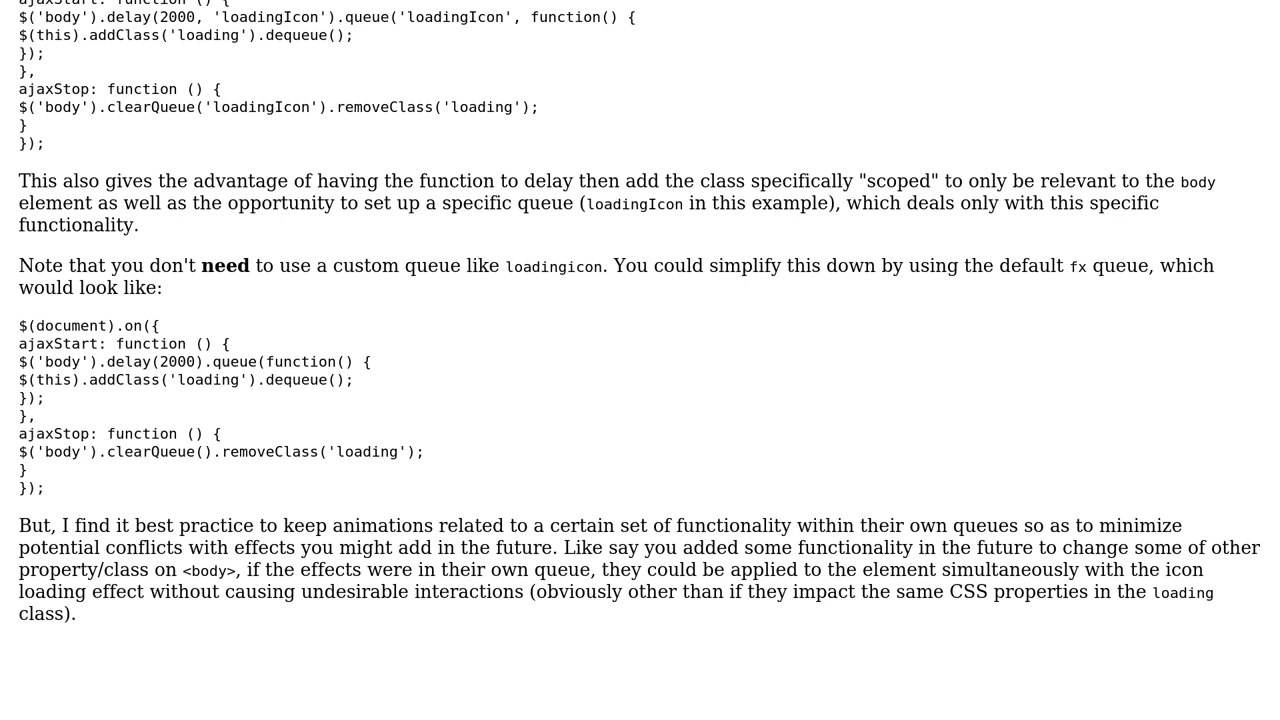 ajaxStart: function () {
$('body').delay(2000, 'loadingIcon').queue('loadingIcon', function() {
$(this).addClass('loading').dequeue();
});
},
ajaxStop: function () {
$('body').clearQueue('loadingIcon').removeClass('loading');
}
});
This also gives the advantage of having the function to delay then add the class specifically "scoped" to only be relevant to the body
element as well as the opportunity to set up a specific queue (loadingIcon in this example), which deals only with this specific
functionality.
Note that you don't need to use a custom queue like loadingicon. You could simplify this down by using the default fx queue, which
would look like:
$(document).on({
ajaxStart: function () {
$('body').delay(2000).queue(function() {
$(this).addClass('loading').dequeue();
});
},
ajaxStop: function () {
$('body').clearQueue().removeClass('loading');
}
});
But, I find it best practice to keep animations related to a certain set of functionality within their own queues so as to minimize
potential conflicts with effects you might add in the future. Like say you added some functionality in the future to change some of other
property/class on <body>, if the effects were in their own queue, they could be applied to the element simultaneously with the icon
loading effect without causing undesirable interactions (obviously other than if they impact the same CSS properties in the loading
class).